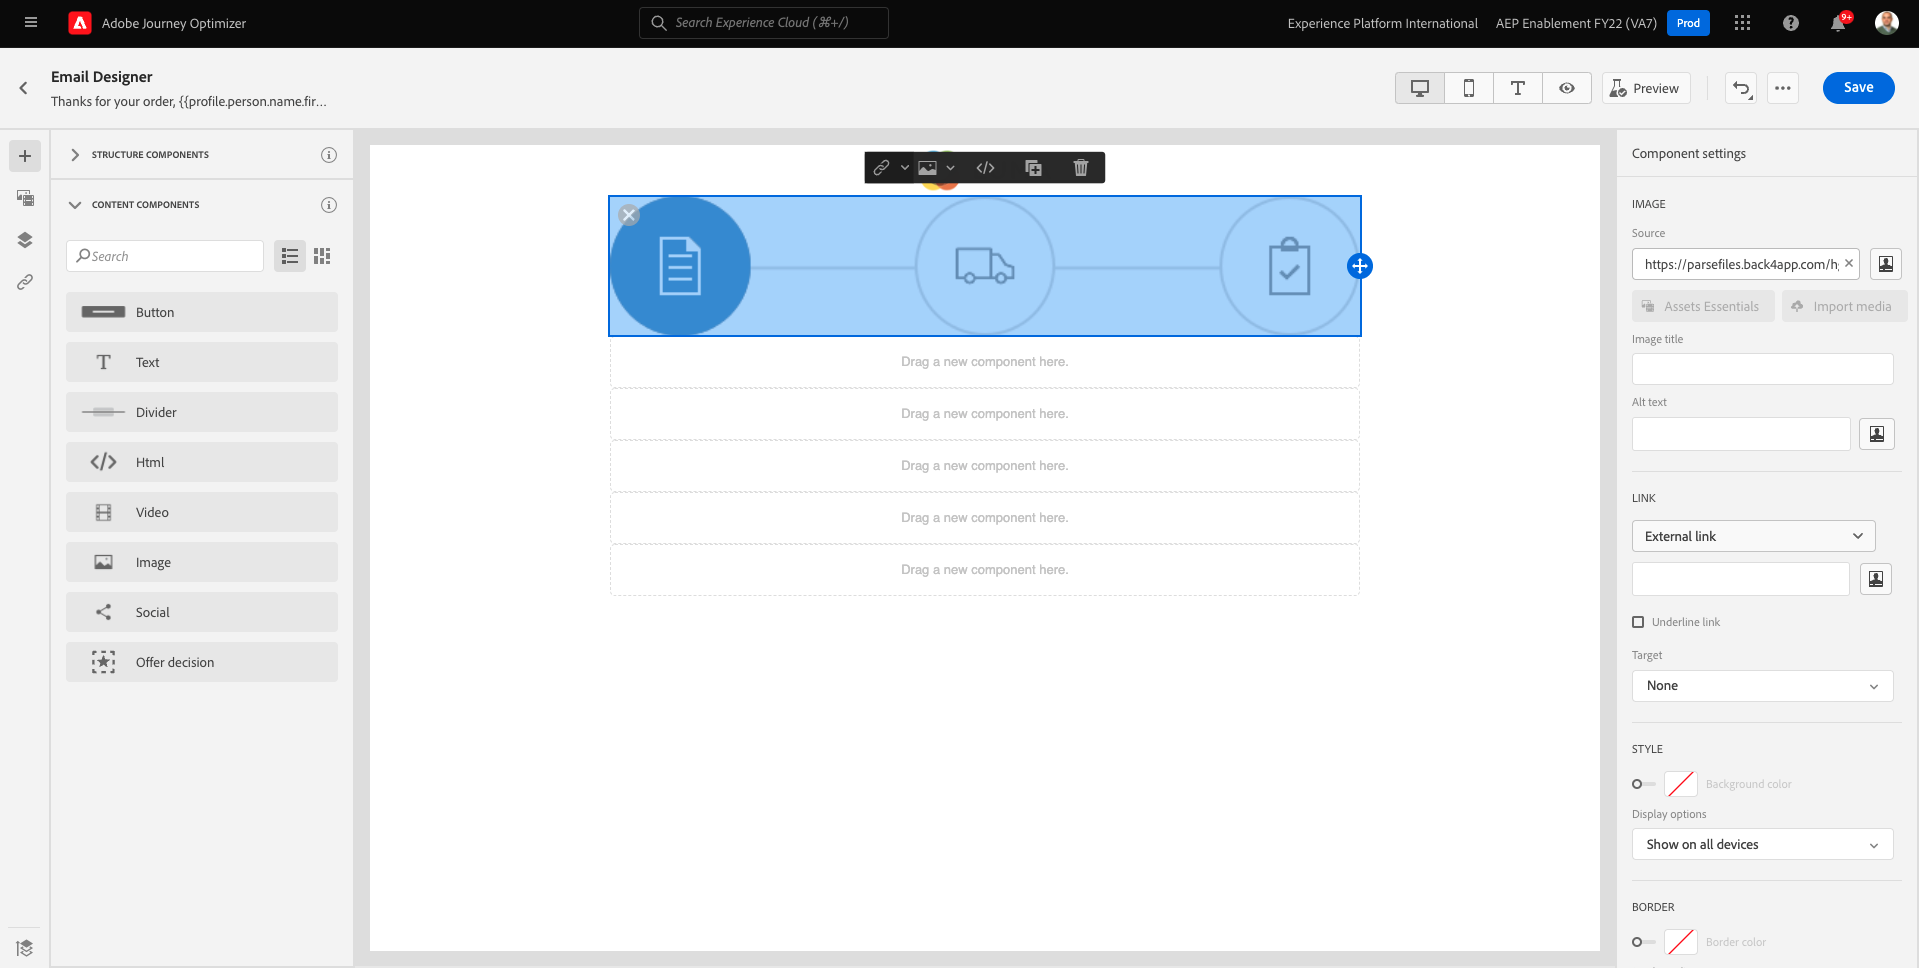 Adobe Journey Optimizer
Search Experience Cloud (⌘+/)
Experience Platform International
AEP Enablement FY22 (VA7)
Prod
9+
Email Designer
Thanks for your order, {{profile.person.name.fir...
Preview
Save
STRUCTURE COMPONENTS
CONTENT COMPONENTS
Search
Button
Text
Divider
Html
Video
Image
Social
Offer decision
Drag a new component here.
Drag a new component here.
Drag a new component here.
Drag a new component here.
Drag a new component here.
Component settings
IMAGE
Source
https://parsefiles.back4app.com/h
Assets Essentials
Import media
Image title
Alt text
LINK
External link
Underline link
Target
None
STYLE
Background color
Display options
Show on all devices
BORDER
Border color